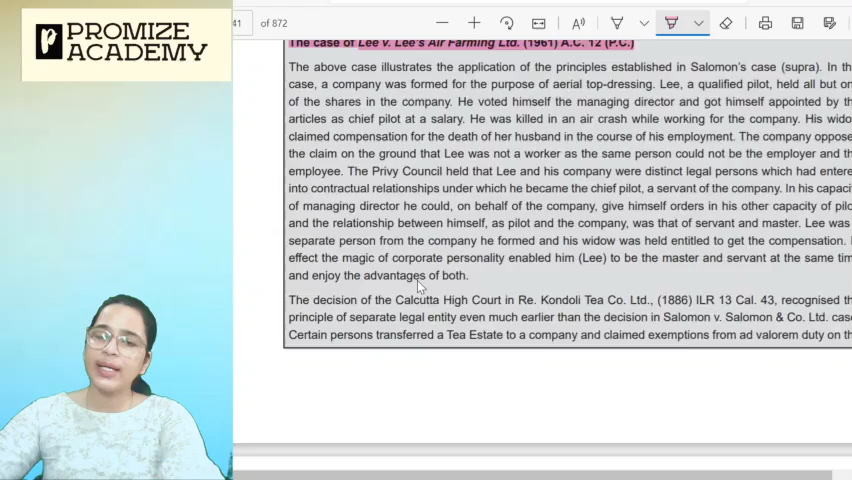 PROMIZE
ACADEMY
41 of 872
The case of Lee v. Lee's Air Farming Ltd. (1961) A.C. 12 (P.C.)
The above case illustrates the application of the principles established in Salomon's case (supra). In th
case, a company was formed for the purpose of aerial top-dressing. Lee, a qualified pilot, held all but on
of the shares in the company. He voted himself the managing director and got himself appointed by th
articles as chief pilot at a salary. He was killed in an air crash while working for the company. His wido
claimed compensation for the death of her husband in the course of his employment. The company oppose
the claim on the ground that Lee was not a worker as the same person could not be the employer and th
employee. The Privy Council held that Lee and his company were distinct legal persons which had entere
into contractual relationships under which he became the chief pilot, a servant of the company. In his capaci
of managing director he could, on behalf of the company, give himself orders in his other capacity of pilo
and the relationship between himself, as pilot and the company, was that of servant and master. Lee was
separate person from the company he formed and his widow was held entitled to get the compensation. I
effect the magic of corporate personality enabled him (Lee) to be the master and servant at the same tim
and enjoy the advantages of both.
The decision of the Calcutta High Court in Re. Kondoli Tea Co. Ltd., (1886) ILR 13 Cal. 43, recognised th
principle of separate legal entity even much earlier than the decision in Salomon v. Salomon & Co. Ltd. cas
Certain persons transferred a Tea Estate to a company and claimed exemptions from ad valorem duty on th